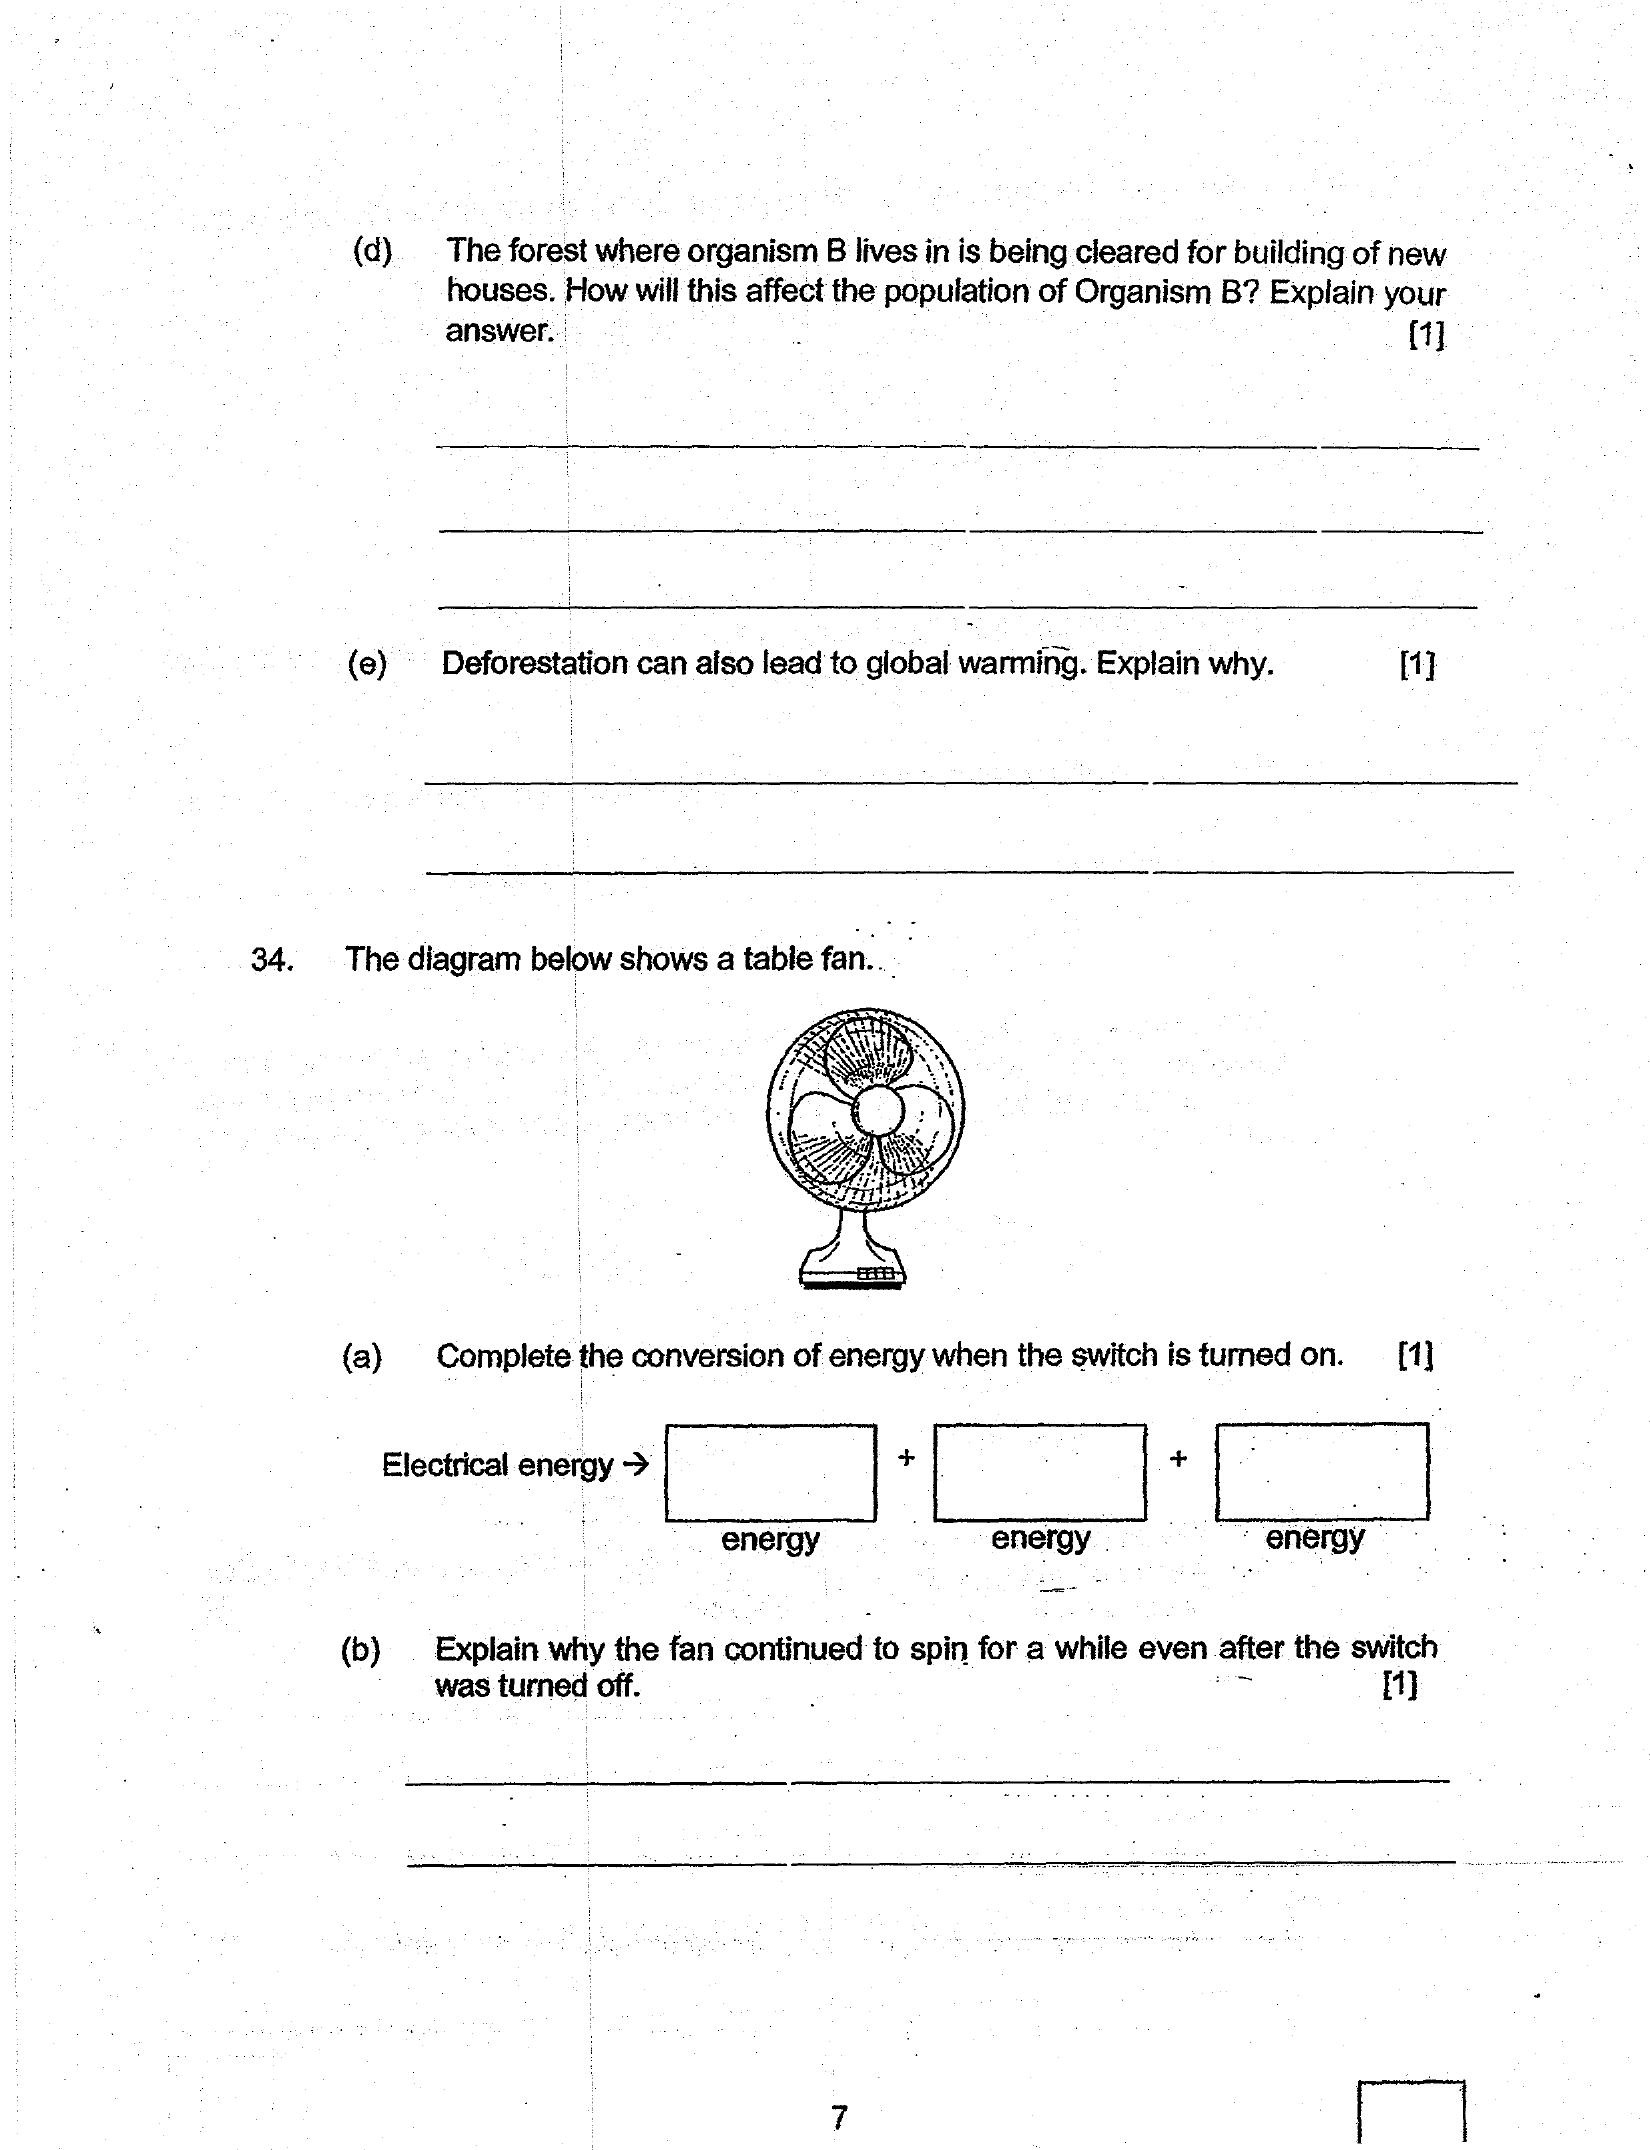 (d) The forest where organism B lives in is being cleared for building of new
houses. How will this affect the population of Organism B? Explain your
answer. [1]
(e) Deforestation can also lead to global warming. Explain why. [1]
34. The diagram below shows a table fan.
(a) Complete the conversion of energy when the switch is turned on. [1]
Electrical energy → + +
energy energy energy
(b) Explain why the fan continued to spin for a while even after the switch
was turned off. [1]
7